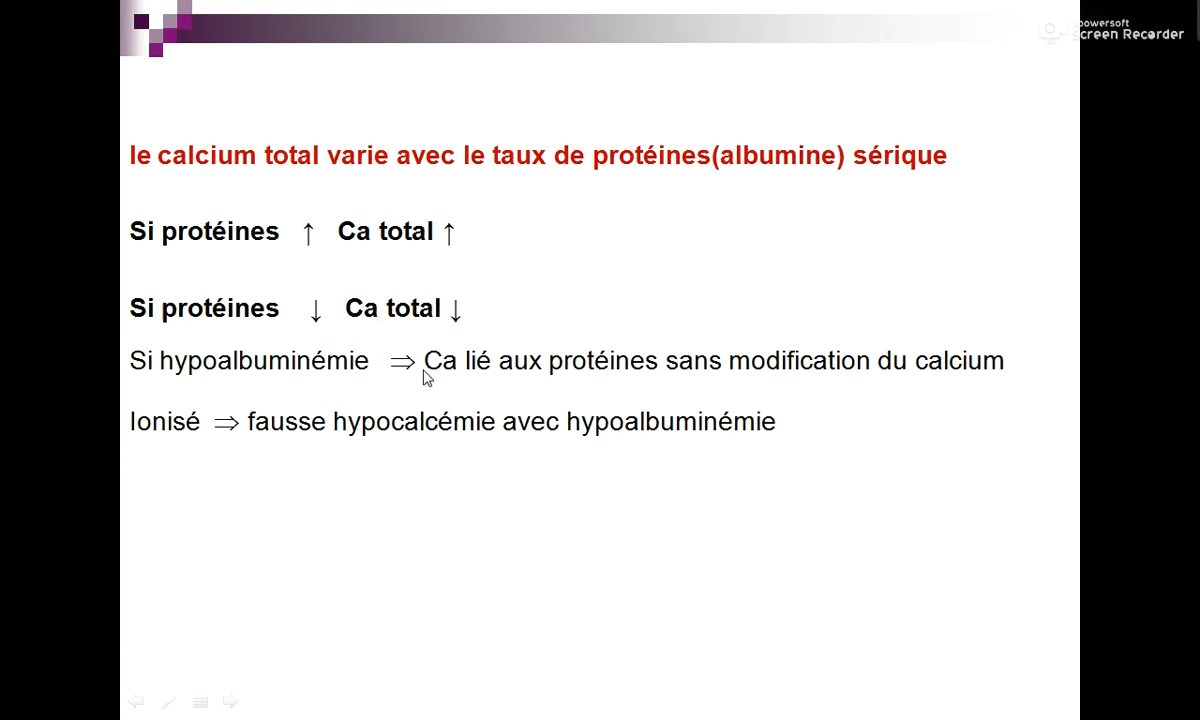 powersoft
Screen Recorder
le calcium total varie avec le taux de protéines(albumine) sérique
Si protéines ↑ Ca total ↑
Si protéines ↓ Ca total ↓
Si hypoalbuminémie ⇒ Ca lié aux protéines sans modification du calcium
Ionisé ⇒ fausse hypocalcémie avec hypoalbuminémie